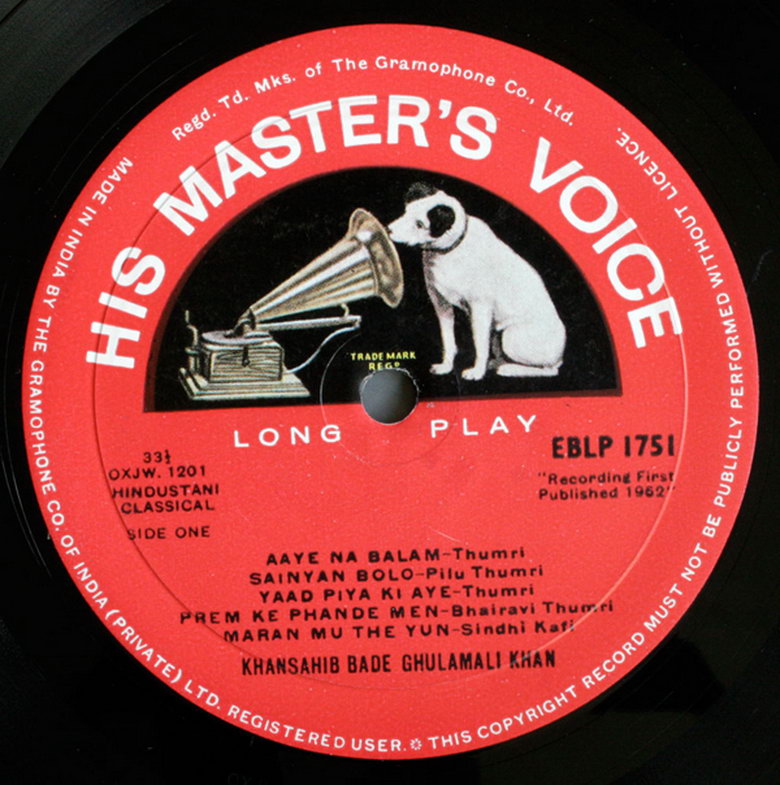 Regd. Td. Mks. of The Gramophone Co., Ltd.
HIS MASTER'S VOICE
TRADE MARK
REGD
LONG PLAY
33⅓
OXJW. 1201
HINDUSTANI
CLASSICAL
SIDE ONE
EBLP 1751
"Recording First
Published 1962"
AAYE NA BALAM-Thumri
SAINYAN BOLO-Pilu Thumri
YAAD PIYA KI AYE-Thumri
PREM KE PHANDE MEN-Bhairavi Thumri
MARAN MU THE YUN-Sindhi Kafi
KHANSAHIB BADE GHULAMALI KHAN
MADE IN INDIA BY THE GRAMOPHONE CO. OF INDIA (PRIVATE) LTD. REGISTERED USER. ✲ THIS COPYRIGHT RECORD MUST NOT BE PUBLICLY PERFORMED WITHOUT LICENCE.